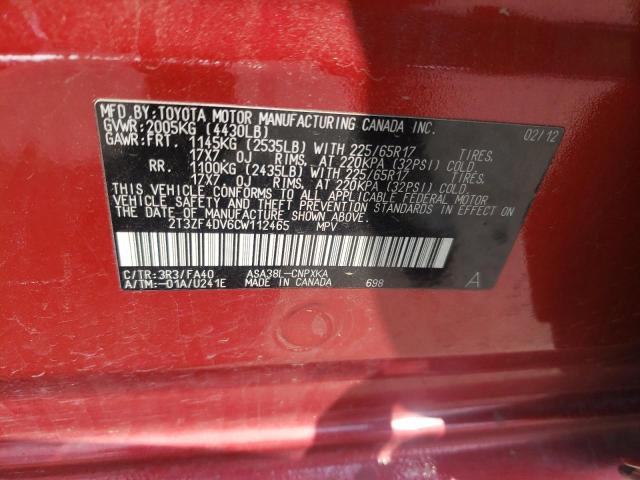 MFD.BY:TOYOTA MOTOR MANUFACTURING CANADA INC.
GVWR:2005KG (4430LB) 02/12
GAWR:FRT. 1145KG (2535LB) WITH 225/65R17 TIRES.
17X7 0J RIMS. AT 220KPA (32PSI) COLD
RR. 1100KG (2435LB) WITH 225/65R17 TIRES,
17X7 0J RIMS, AT 220KPA (32PSI) COLD.
THIS VEHICLE CONFORMS TO ALL APPLICABLE FEDERAL MOTOR
VEHICLE SAFETY AND THEFT PREVENTION STANDARDS IN EFFECT
ON THE DATE OF MANUFACTURE SHOWN ABOVE.
2T3ZF4DV6CW112465 MPV
C/TR:3R3/FA40 ASA38L-CNPXKA
A/TM:-01A/U241E MADE IN CANADA 698 A